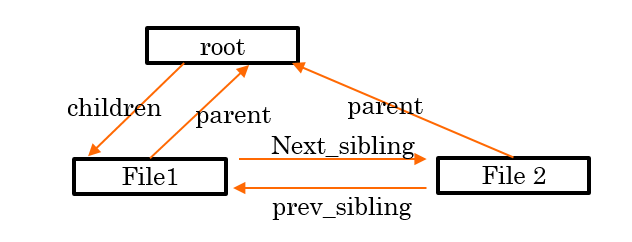 root
children
parent
parent
Next_sibling
File1
File 2
prev_sibling